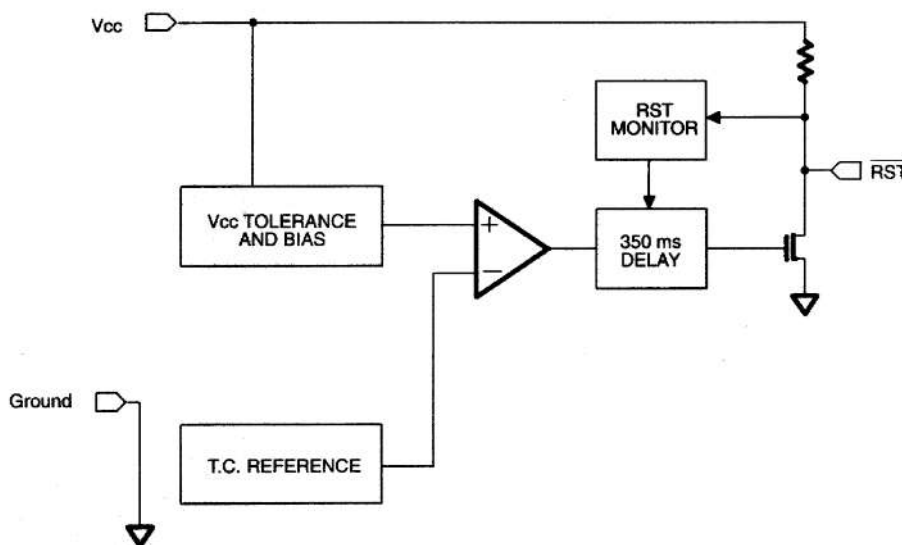 Vcc
RST
MONITOR
RST
Vcc TOLERANCE
AND BIAS
+
−
350 ms
DELAY
Ground
T.C. REFERENCE